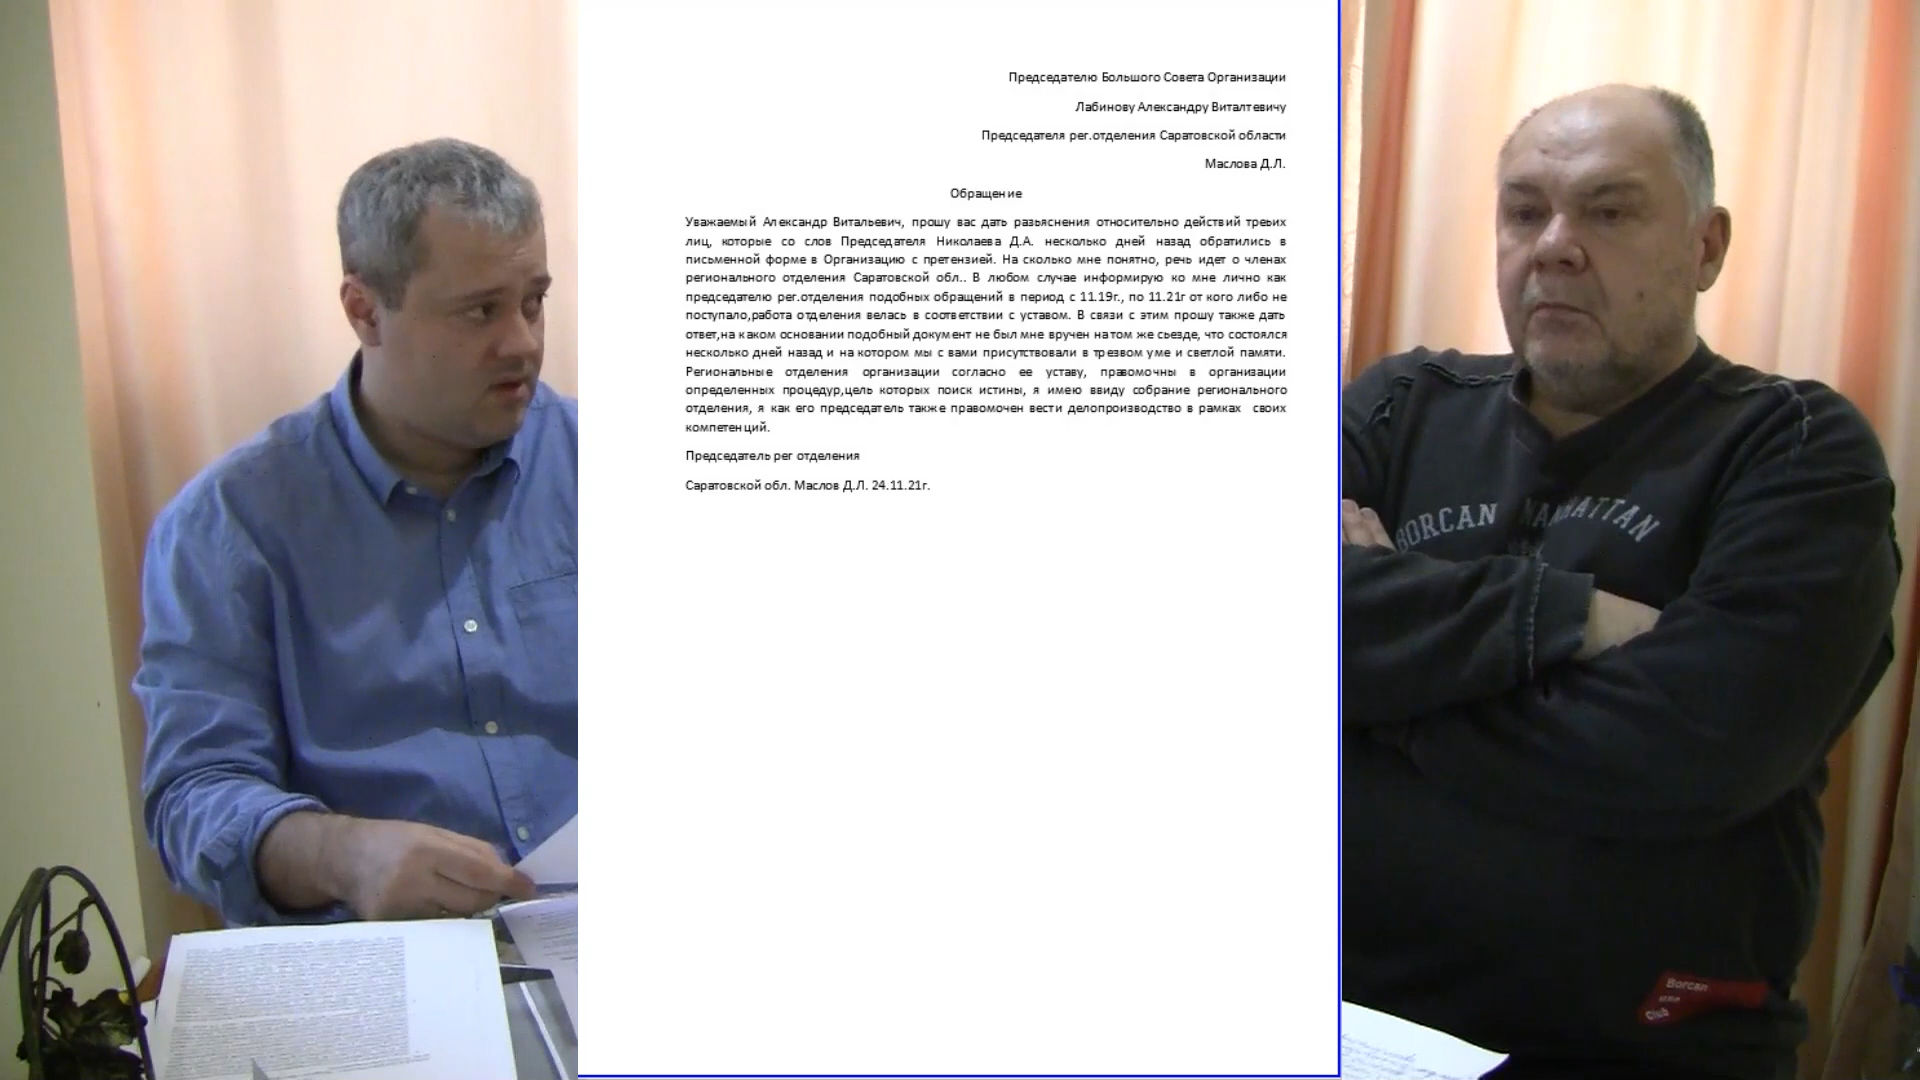 Председателю Большого Совета Организации
Лабинову Александру Виталтевичу
Председателя рег.отделения Саратовской области
Маслова Д.Л.
Обращение
Уважаемый Александр Витальевич, прошу вас дать разьяснения относительно действий треьих
лиц, которые со слов Председателя Николаева Д.А. несколько дней назад обратились в
письменной форме в Организацию с претензией. На сколько мне понятно, речь идет о членах
регионального отделения Саратовской обл.. В любом случае информирую ко мне лично как
председателю рег.отделения подобных обращений в период с 11.19г., по 11.21г от кого либо не
поступало,работа отделения велась в соответствии с уставом. В связи с этим прошу также дать
ответ,на каком основании подобный документ не был мне вручен на том же сьезде, что состоялся
несколько дней назад и на котором мы с вами присутствовали в трезвом уме и светлой памяти.
Региональные отделения организации согласно ее уставу, правомочны в организации
определенных процедур,цель которых поиск истины, я имею ввиду собрание регионального
отделения, я как его председатель также правомочен вести делопроизводство в рамках своих
компетенций.
Председатель рег отделения
Саратовской обл. Маслов Д.Л. 24.11.21г.
BORCAN MANHATTAN
Borcan
Club